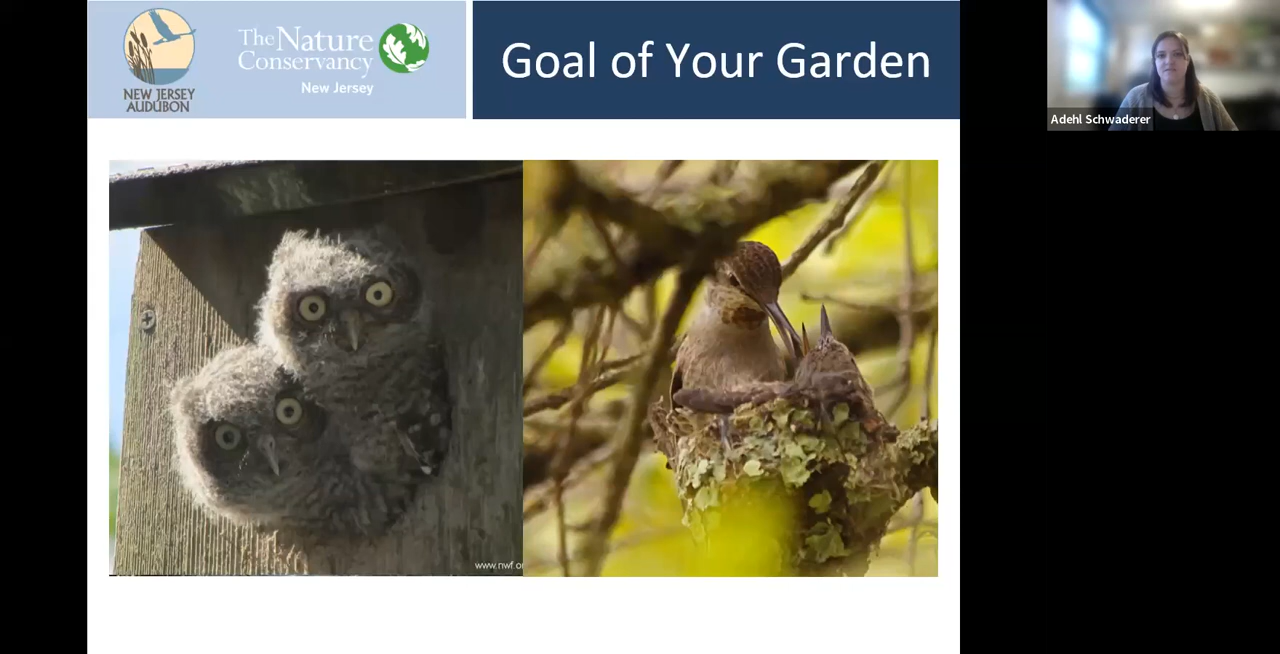 NEW JERSEY
AUDUBON
The Nature
Conservancy
New Jersey
Goal of Your Garden
Adehl Schwaderer
www.nwf.or